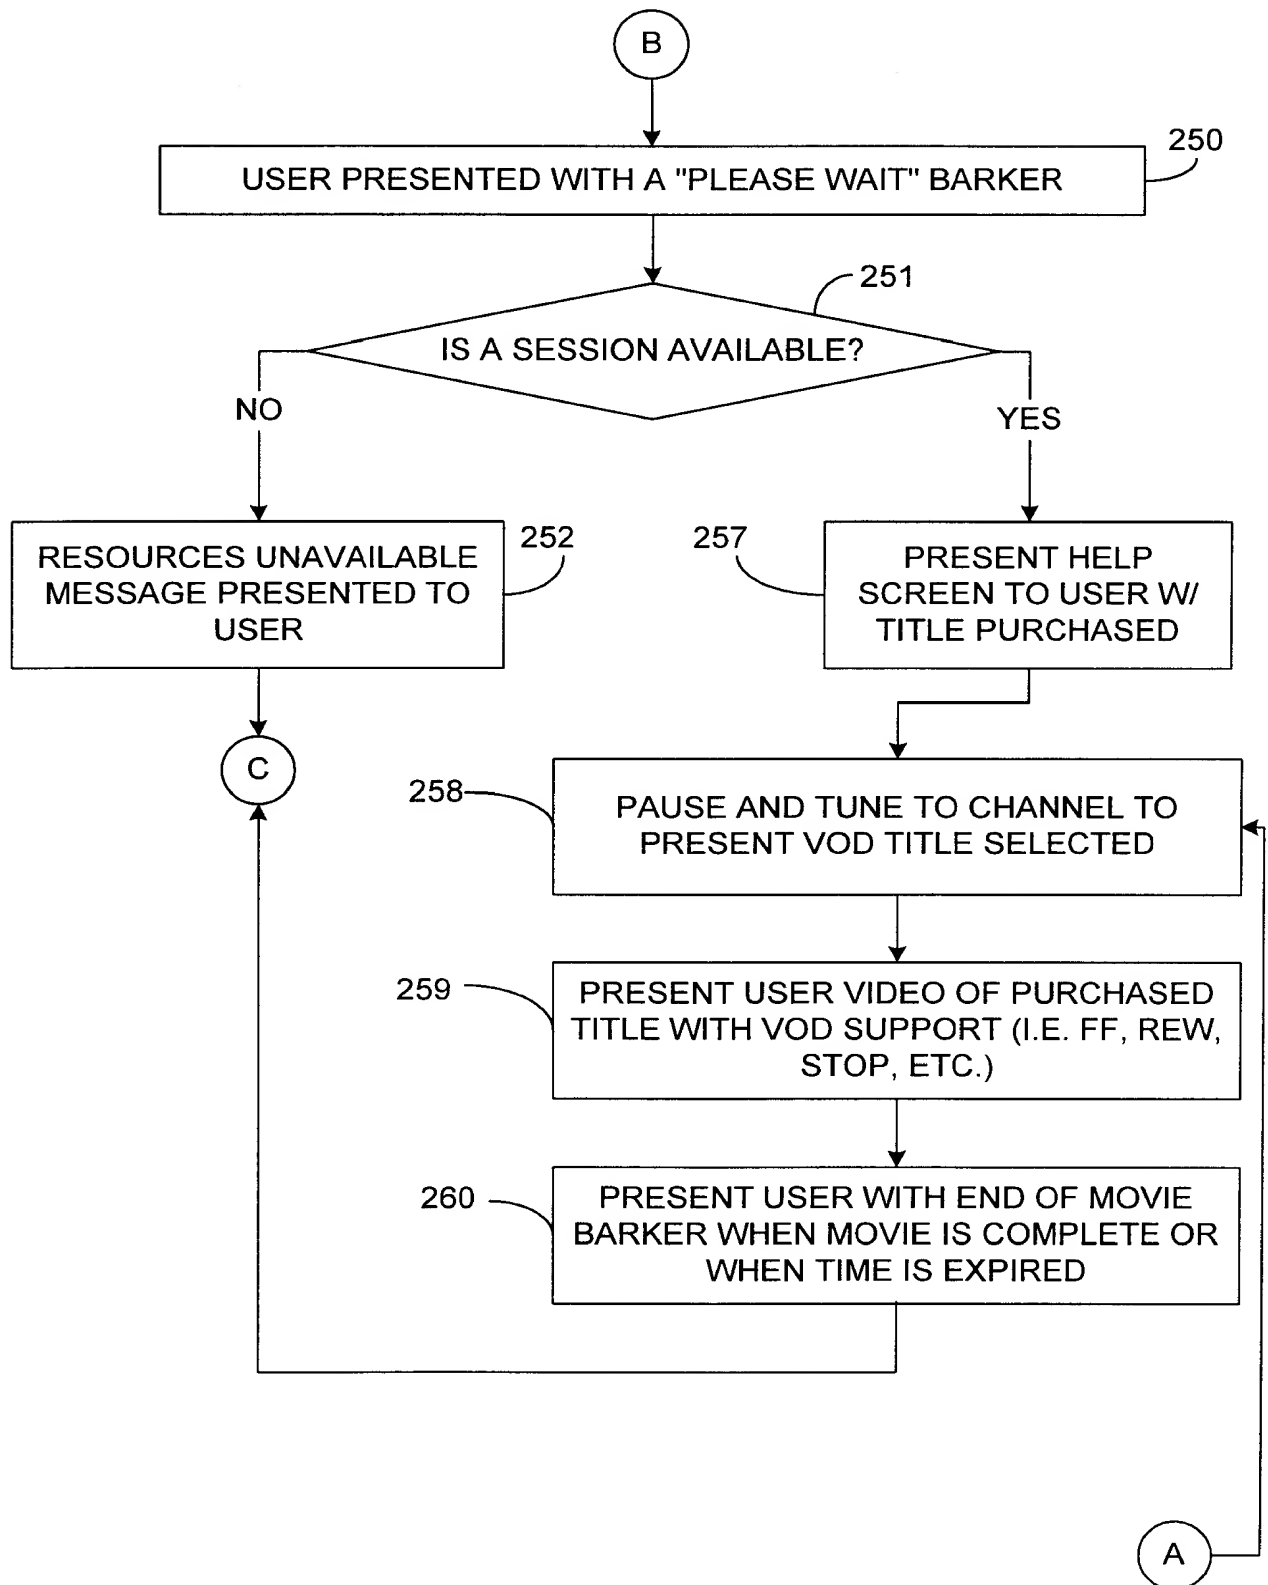 B
250
USER PRESENTED WITH A "PLEASE WAIT" BARKER
251
IS A SESSION AVAILABLE?
NO
YES
RESOURCES UNAVAILABLE
MESSAGE PRESENTED TO
USER
252
257
PRESENT HELP
SCREEN TO USER W/
TITLE PURCHASED
C
258
PAUSE AND TUNE TO CHANNEL TO
PRESENT VOD TITLE SELECTED
259
PRESENT USER VIDEO OF PURCHASED
TITLE WITH VOD SUPPORT (I.E. FF, REW,
STOP, ETC.)
260
PRESENT USER WITH END OF MOVIE
BARKER WHEN MOVIE IS COMPLETE OR
WHEN TIME IS EXPIRED
A